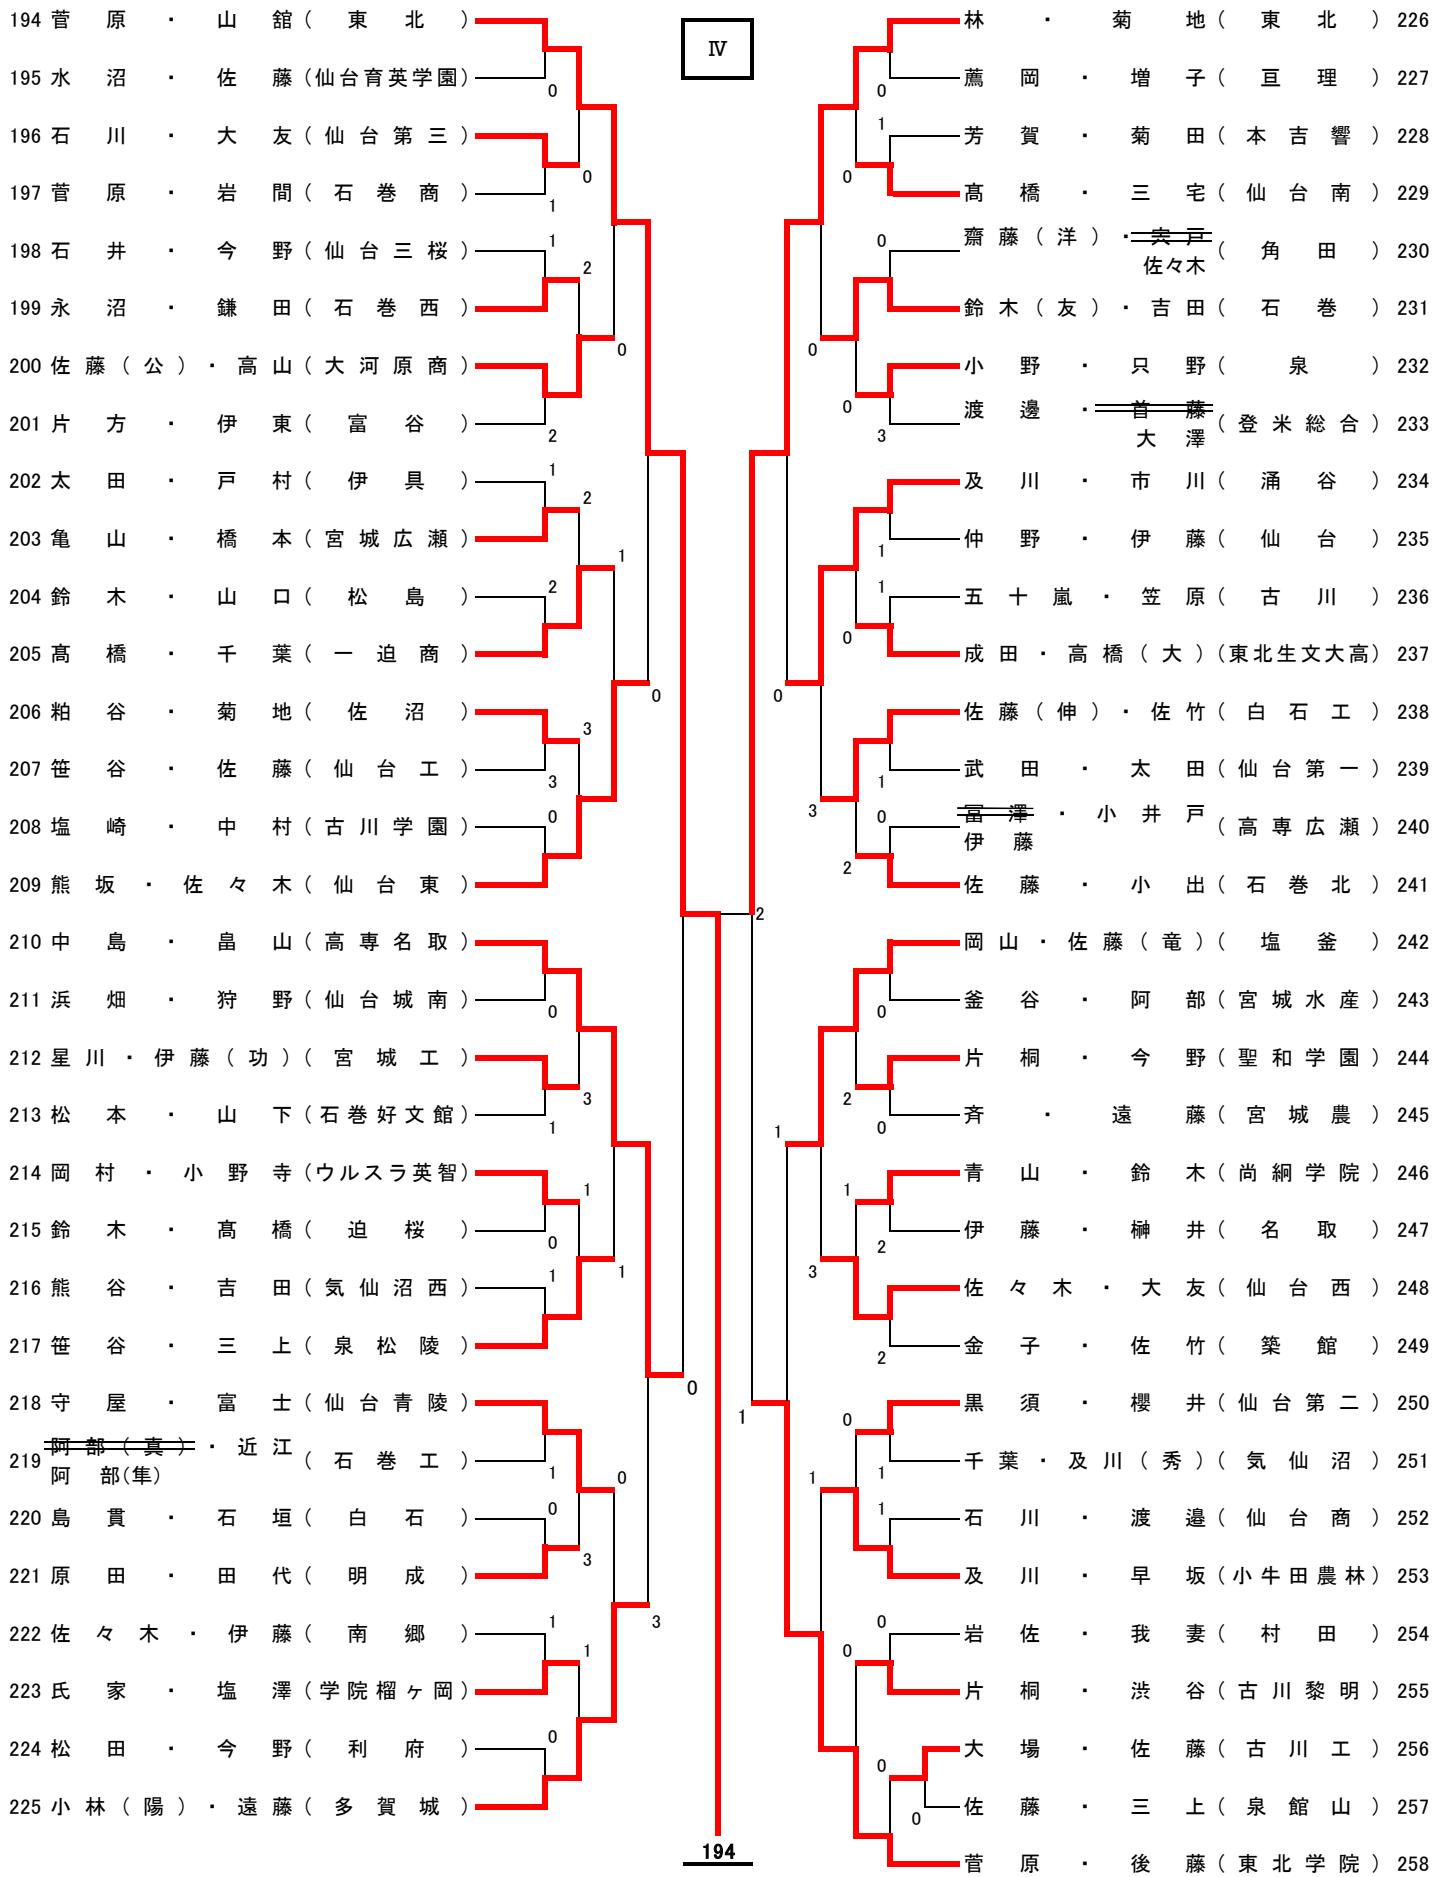 Ⅳ
194 菅原・山舘(東北)
195 水沼・佐藤(仙台育英学園)
0
196 石川・大友(仙台第三)
0
197 菅原・岩間(石巻商)
1
198 石井・今野(仙台三桜)
1
2
199 永沼・鎌田(石巻西)
0
200 佐藤(公)・高山(大河原商)
201 片方・伊東(富谷)
2
202 太田・戸村(伊具)
1
2
203 亀山・橋本(宮城広瀬)
1
204 鈴木・山口(松島)
2
205 髙橋・千葉(一迫商)
0
206 粕谷・菊地(佐沼)
3
207 笹谷・佐藤(仙台工)
3
208 塩崎・中村(古川学園)
0
209 熊坂・佐々木(仙台東)
210 中島・畠山(高専名取)
211 浜畑・狩野(仙台城南)
0
212 星川・伊藤(功)(宮城工)
3
213 松本・山下(石巻好文館)
1
214 岡村・小野寺(ウルスラ英智)
1
215 鈴木・髙橋(迫桜)
0
1
216 熊谷・吉田(気仙沼西)
1
217 笹谷・三上(泉松陵)
0
218 守屋・富士(仙台青陵)
219 阿部(真)・近江(石巻工)
阿部(隼)
1
0
220 島貫・石垣(白石)
0
3
221 原田・田代(明成)
222 佐々木・伊藤(南郷)
1
1
3
223 氏家・塩澤(学院榴ヶ岡)
224 松田・今野(利府)
0
225 小林(陽)・遠藤(多賀城)
194
林・菊地(東北) 226
蔫岡・増子(亘理) 227
0
芳賀・菊田(本吉響) 228
1
0
髙橋・三宅(仙台南) 229
齋藤(洋)・宍戸(角田) 230
佐々木
0
鈴木(友)・吉田(石巻) 231
0
小野・只野(泉) 232
0
渡邊・首藤(登米総合) 233
大澤
3
及川・市川(涌谷) 234
仲野・伊藤(仙台) 235
1
五十嵐・笠原(古川) 236
1
0
成田・高橋(大)(東北生文大高) 237
0
佐藤(伸)・佐竹(白石工) 238
武田・太田(仙台第一) 239
1
3
冨澤・小井戸(高専広瀬) 240
伊藤
0
2
佐藤・小出(石巻北) 241
2
岡山・佐藤(竜)(塩釜) 242
釜谷・阿部(宮城水産) 243
0
片桐・今野(聖和学園) 244
2
斉・遠藤(宮城農) 245
0
1
青山・鈴木(尚絅学院) 246
1
伊藤・榊井(名取) 247
2
3
佐々木・大友(仙台西) 248
金子・佐竹(築館) 249
2
黒須・櫻井(仙台第二) 250
1
0
千葉・及川(秀)(気仙沼) 251
1
1
石川・渡邉(仙台商) 252
1
及川・早坂(小牛田農林) 253
岩佐・我妻(村田) 254
0
0
片桐・渋谷(古川黎明) 255
大場・佐藤(古川工) 256
0
佐藤・三上(泉館山) 257
0
菅原・後藤(東北学院) 258